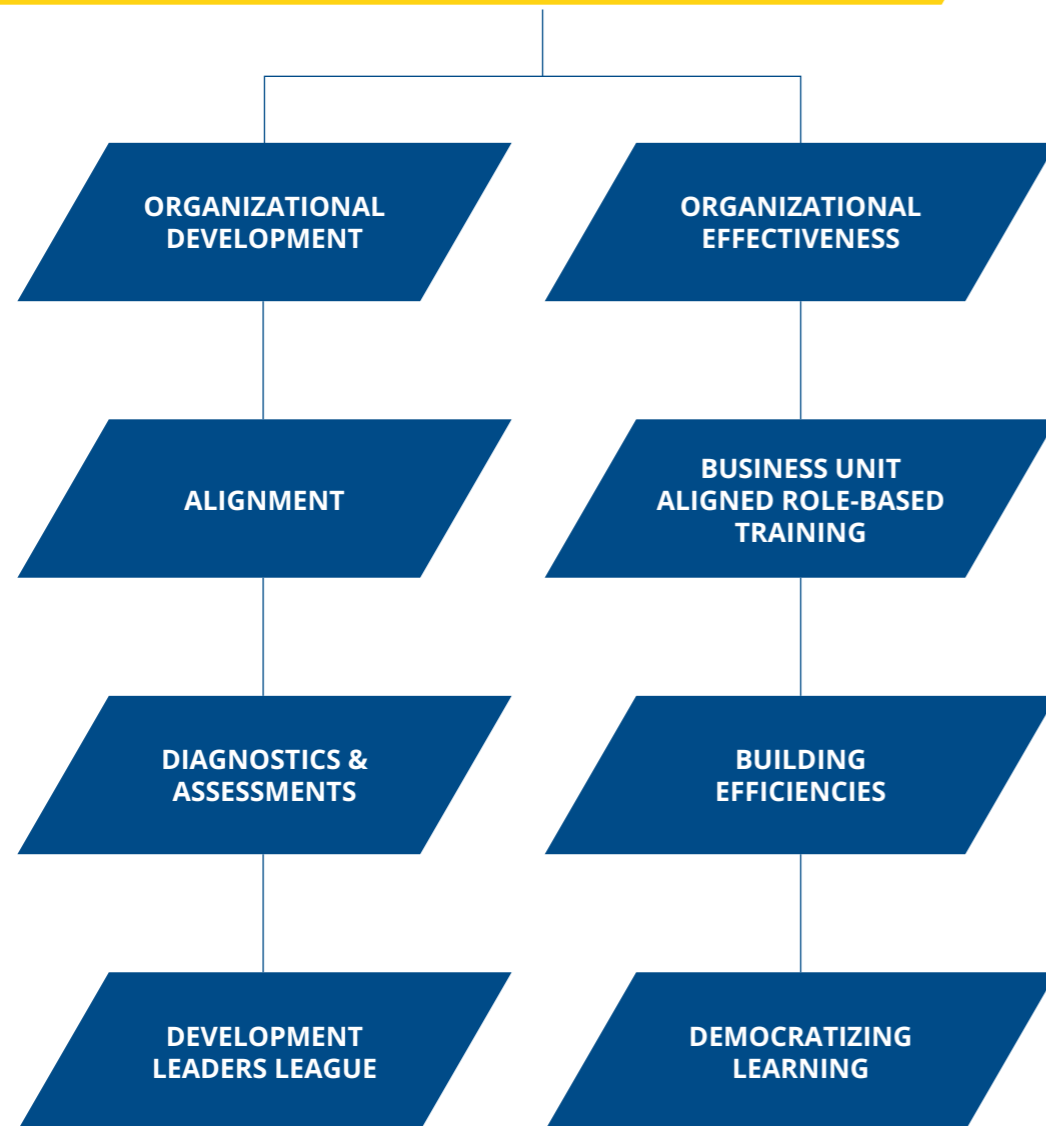 ORGANIZATIONAL
DEVELOPMENT
ORGANIZATIONAL
EFFECTIVENESS
ALIGNMENT
BUSINESS UNIT
ALIGNED ROLE-BASED
TRAINING
DIAGNOSTICS &
ASSESSMENTS
BUILDING
EFFICIENCIES
DEVELOPMENT
LEADERS LEAGUE
DEMOCRATIZING
LEARNING